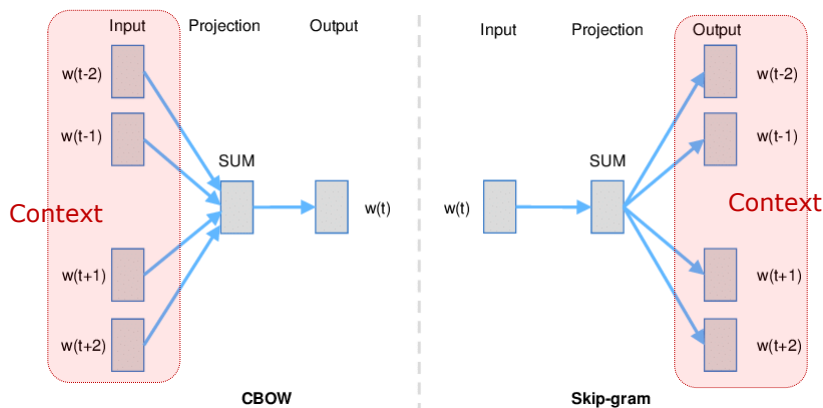 Input Projection Output
w(t-2)
w(t-1)
SUM
Context
w(t)
w(t+1)
w(t+2)
CBOW
Input Projection Output
w(t-2)
w(t-1)
SUM
Context
w(t)
w(t+1)
w(t+2)
Skip-gram